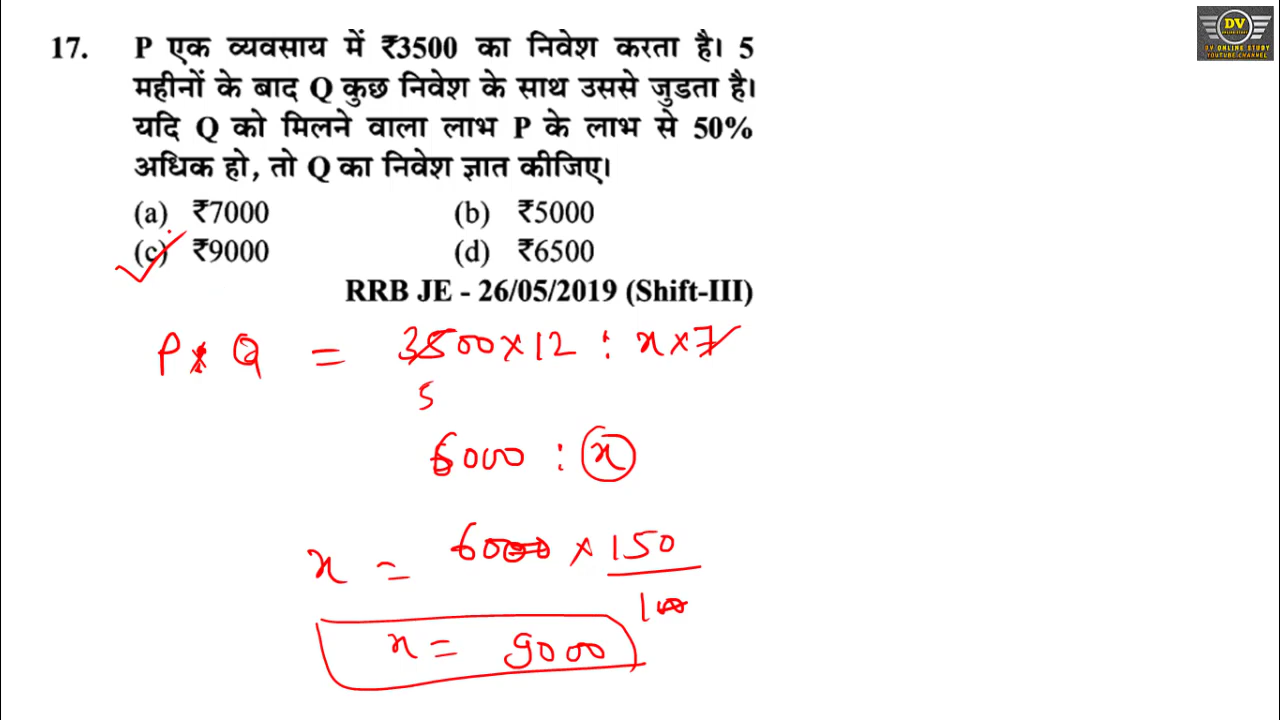 DV
DV ONLINE STUDY
YOUTUBE CHANNEL
17. P एक व्यवसाय में ₹3500 का निवेश करता है। 5
महीनों के बाद Q कुछ निवेश के साथ उससे जुडता है।
यदि Q को मिलने वाला लाभ P के लाभ से 50%
अधिक हो, तो Q का निवेश ज्ञात कीजिए।
(a) ₹7000 (b) ₹5000
(c) ₹9000 (d) ₹6500
RRB JE - 26/05/2019 (Shift-III)
P : Q = 3500 × 12 : x × 7
5
6000 : x
x = 6000 × 150
100
x = 9000